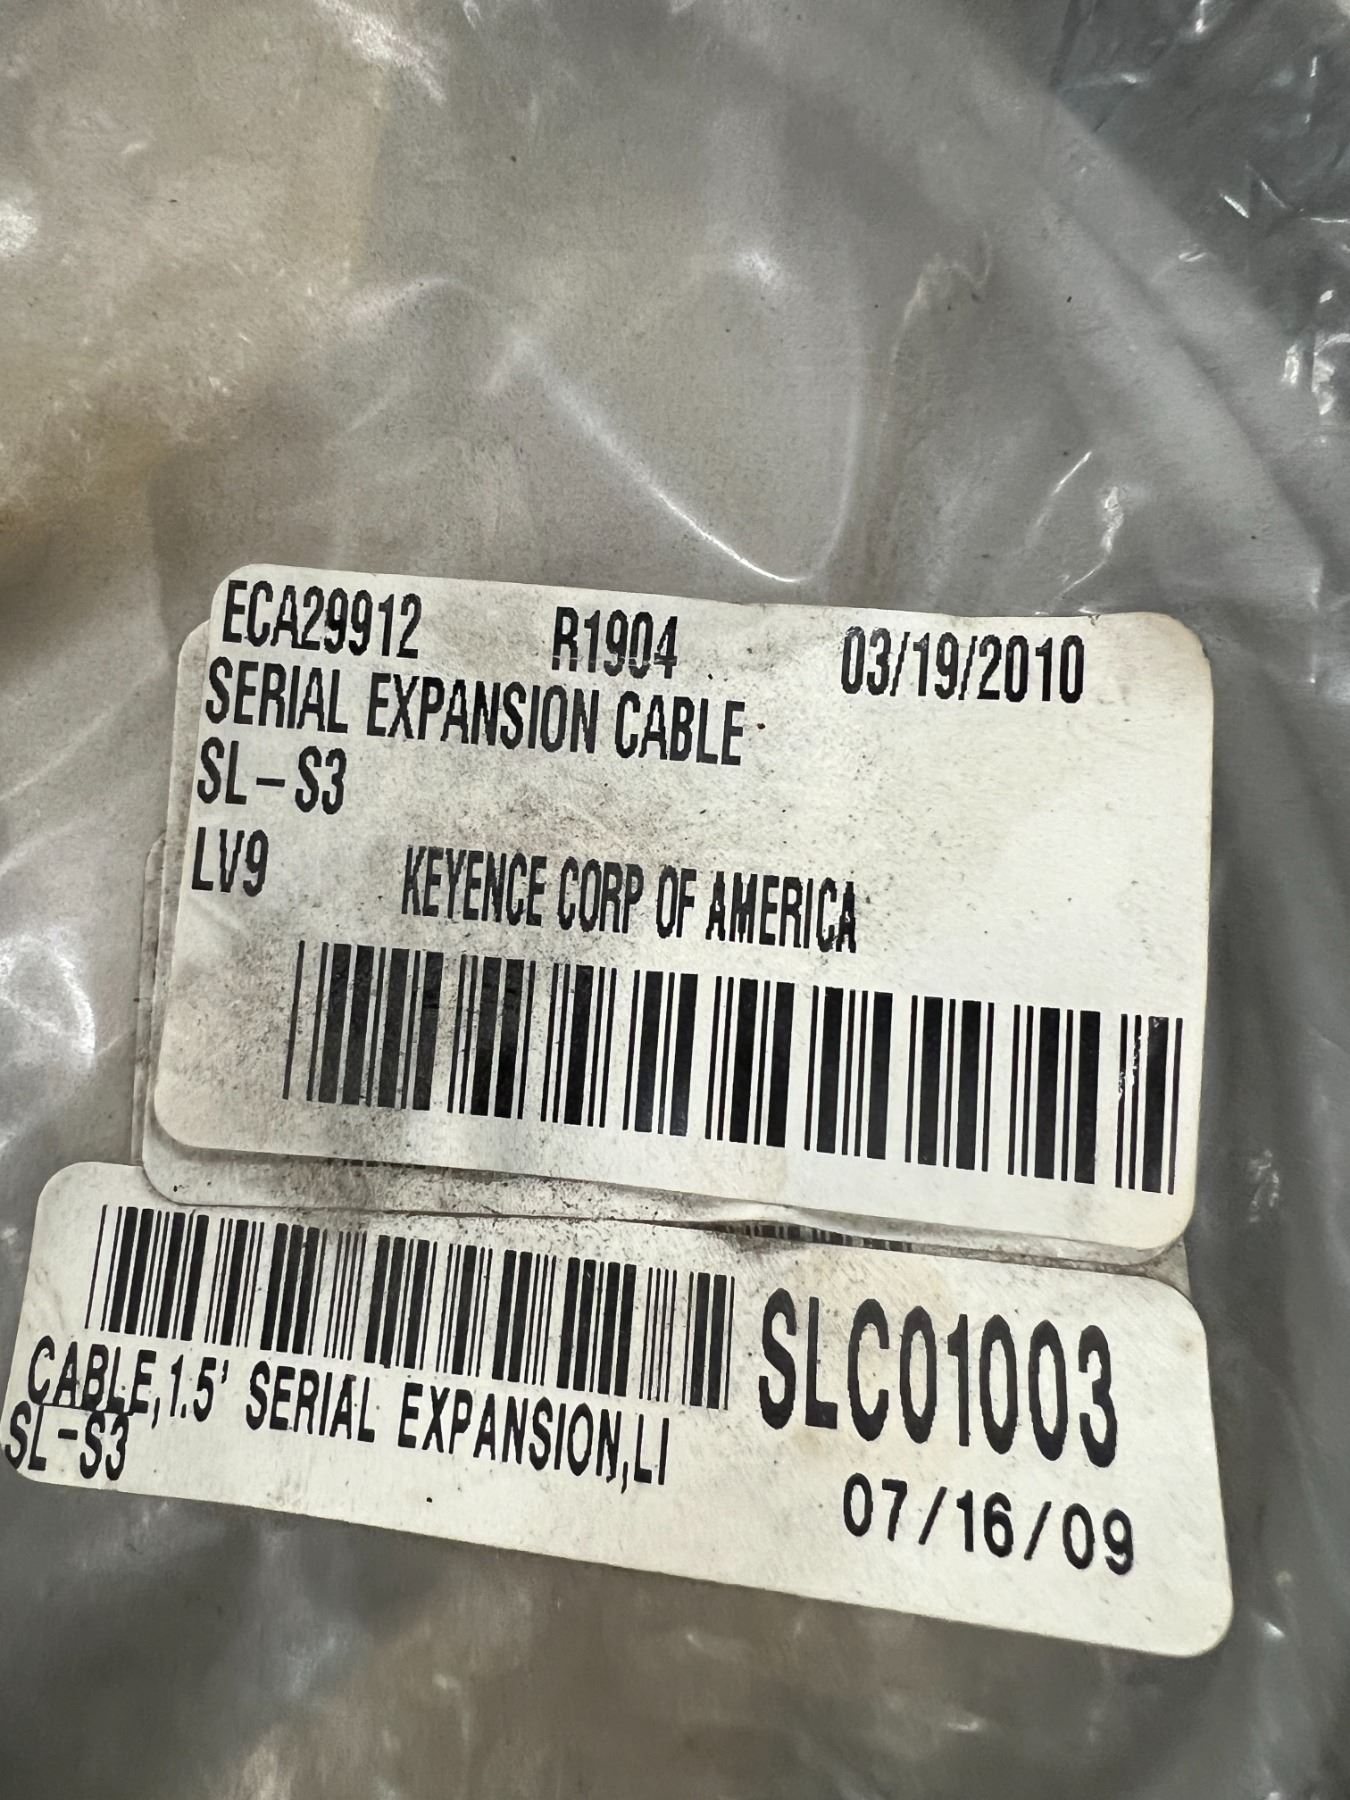 ECA29912 R1904 03/19/2010
SERIAL EXPANSION CABLE
SL-S3
LV9 KEYENCE CORP OF AMERICA
SLC01003
CABLE,1.5' SERIAL EXPANSION,LI
SL-S3
07/16/09